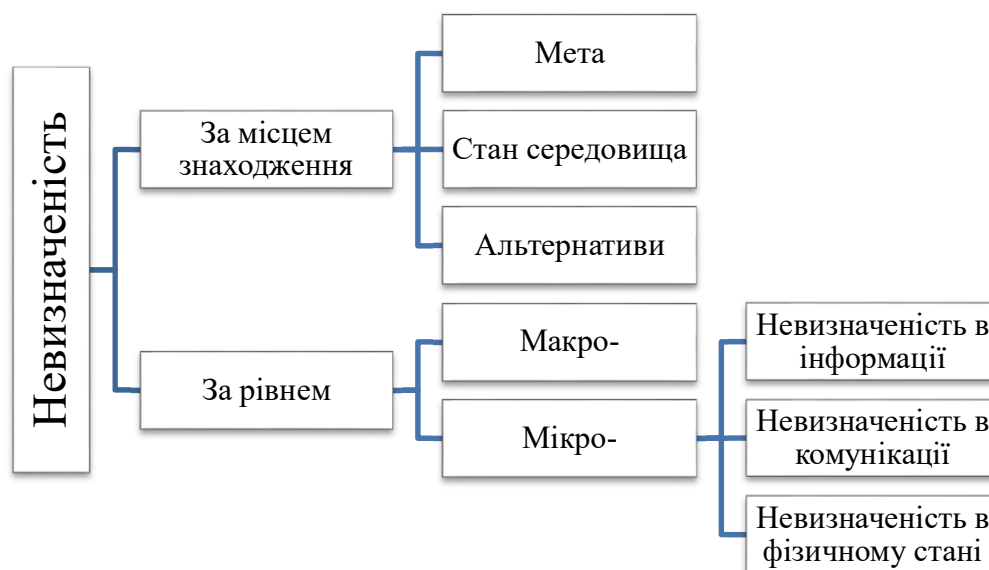 Невизначеність
За місцем
знаходження
Мета
Стан середовища
Альтернативи
За рівнем
Макро-
Мікро-
Невизначеність в
інформації
Невизначеність в
комунікації
Невизначеність в
фізичному стані